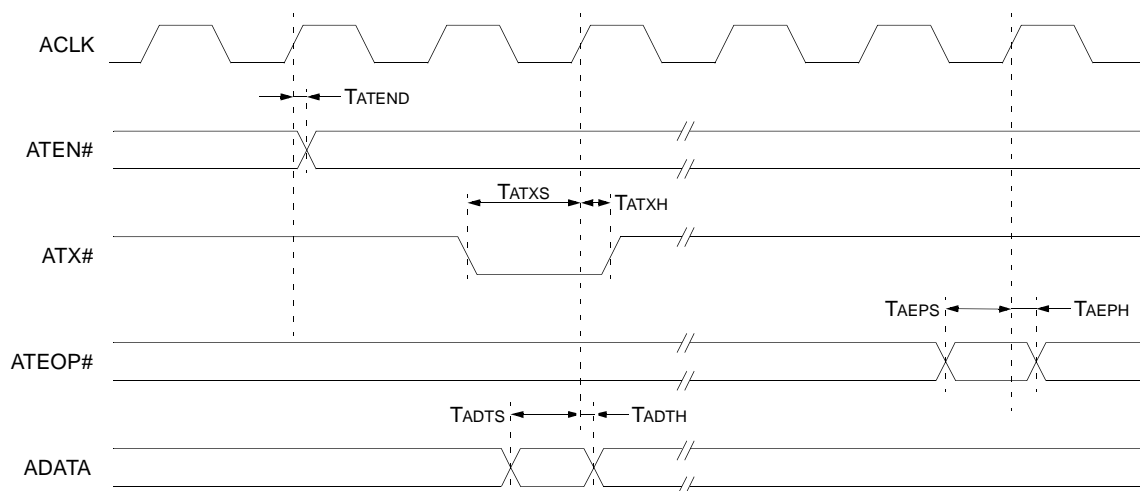 ACLK
TATEND
ATEN#
TATXS
TATXH
ATX#
TAEPS
TAEPH
ATEOP#
TADTS
TADTH
ADATA